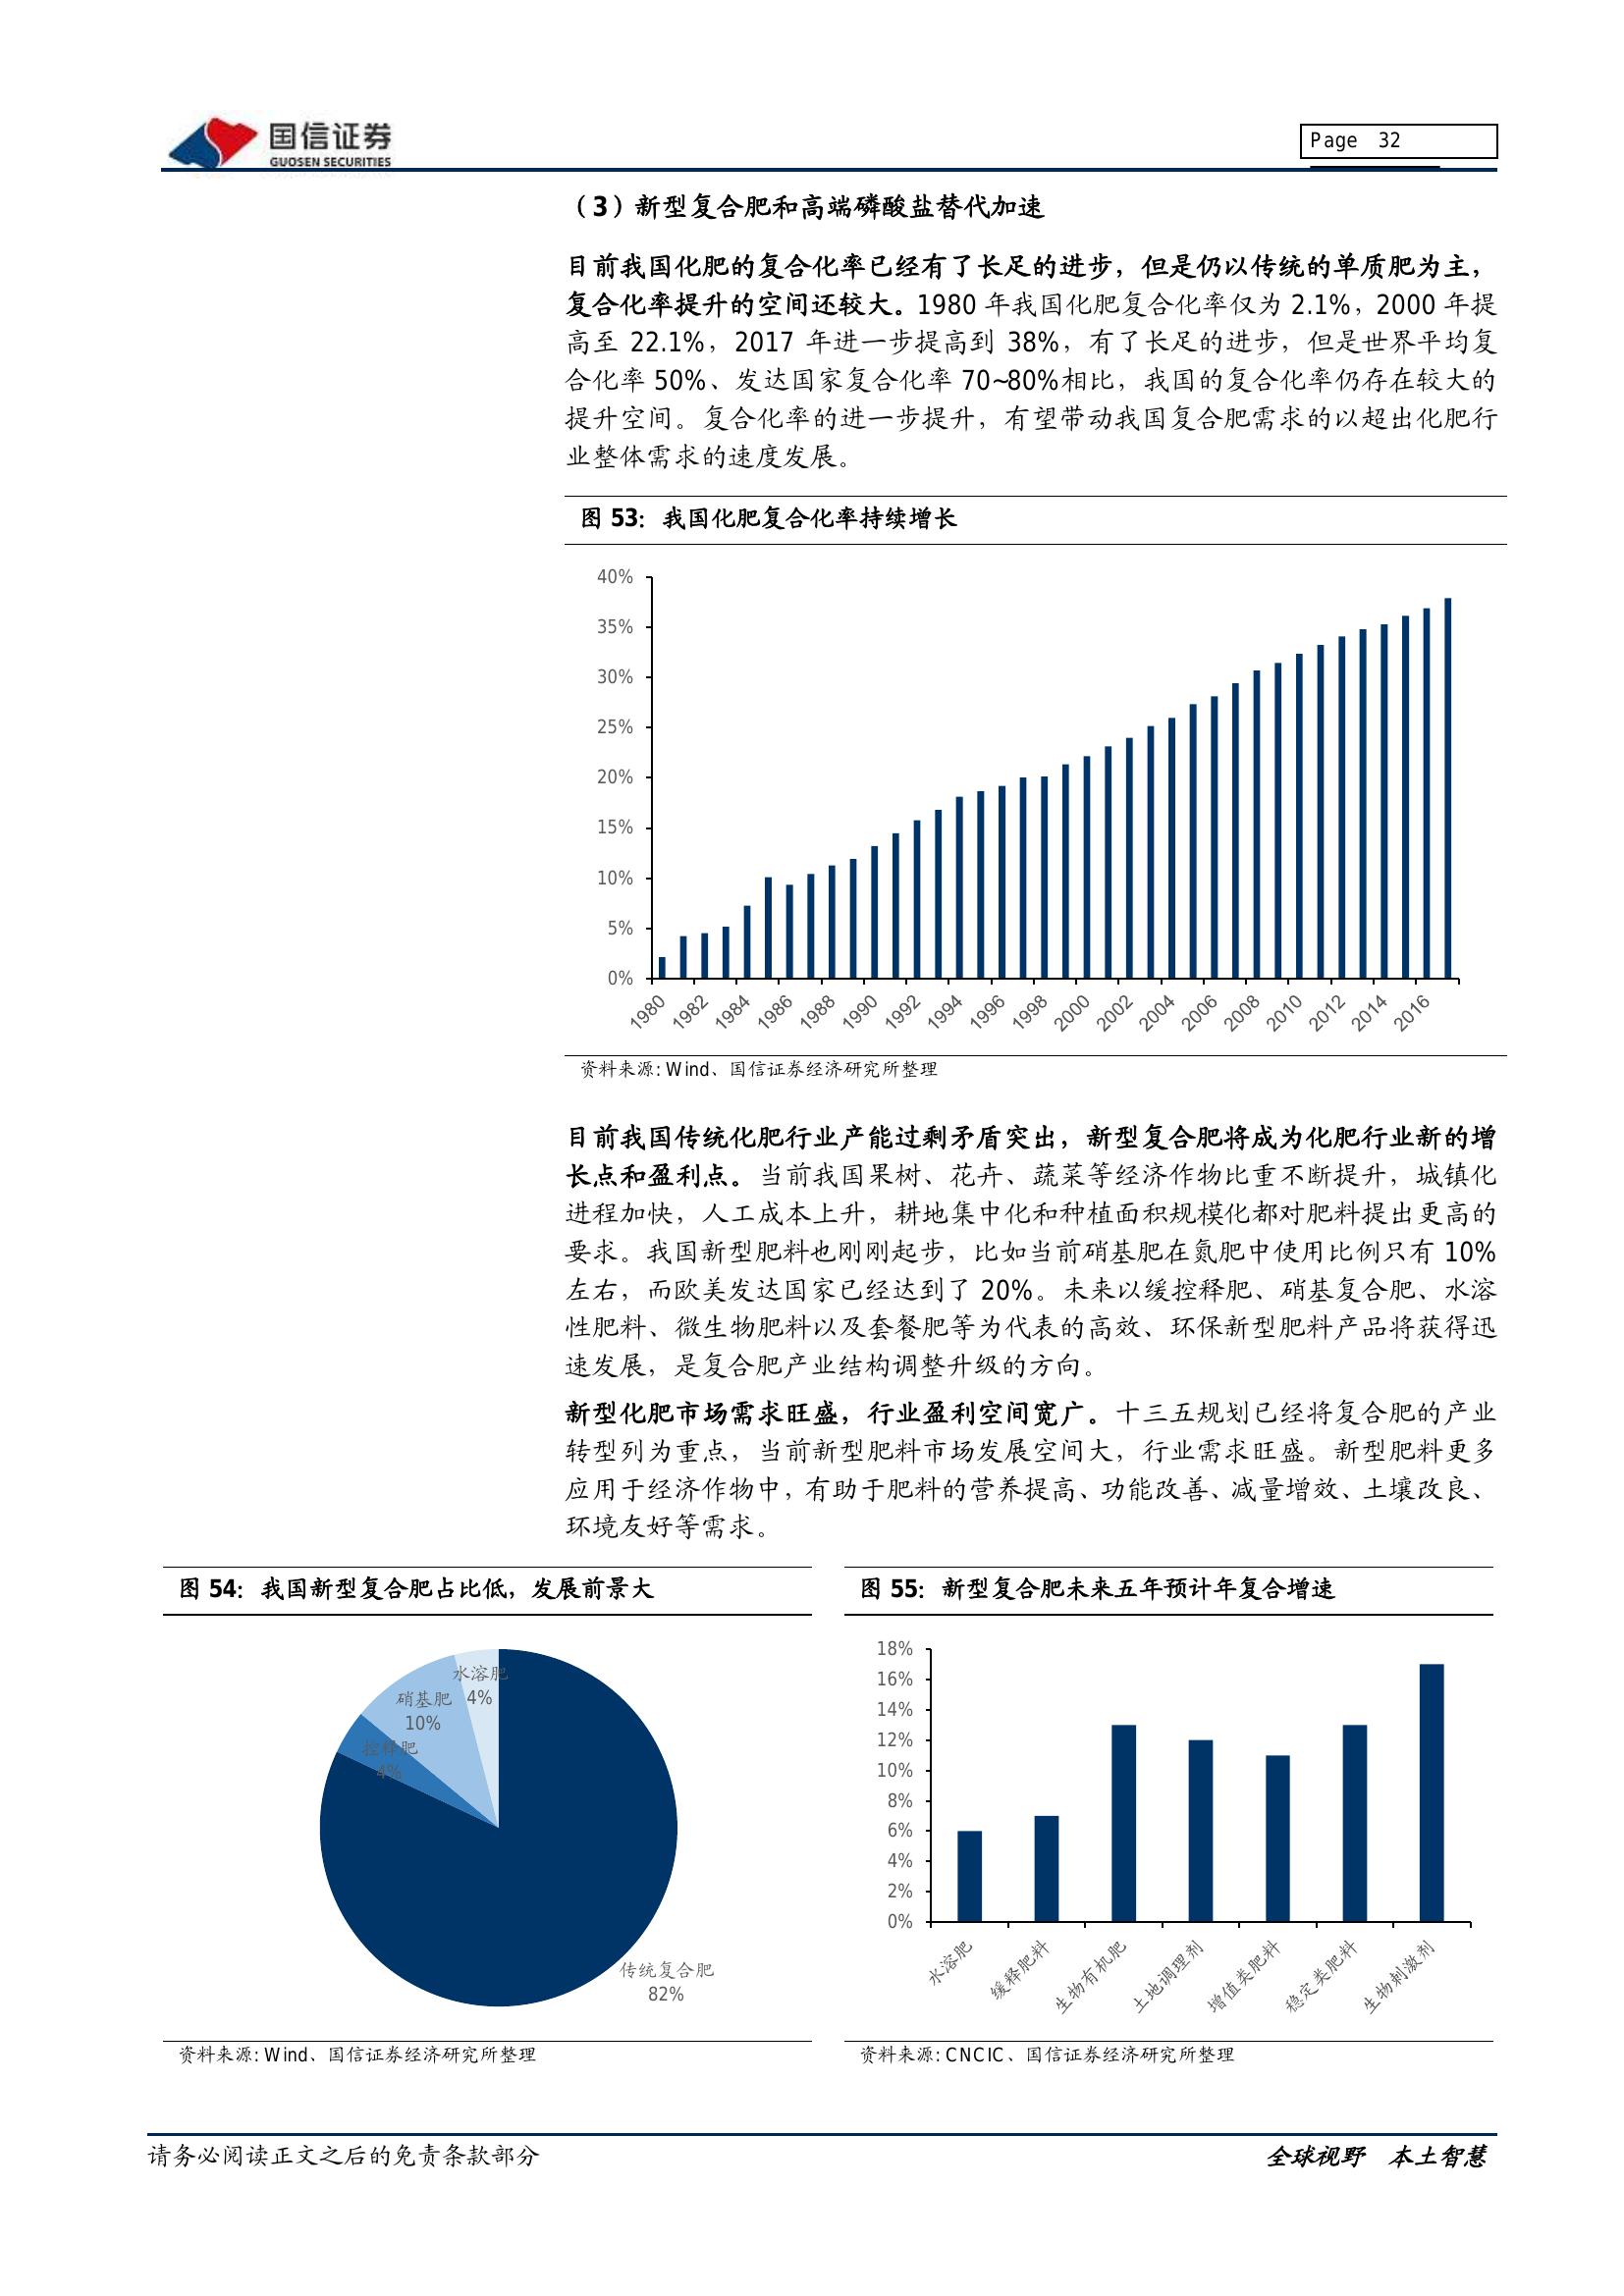 国信证券
GUOSEN SECURITIES
Page 32
（3）新型复合肥和高端磷酸盐替代加速
目前我国化肥的复合化率已经有了长足的进步，但是仍以传统的单质肥为主，
复合化率提升的空间还较大。1980 年我国化肥复合化率仅为 2.1%，2000 年提
高至 22.1%，2017 年进一步提高到 38%，有了长足的进步，但是世界平均复
合化率 50%、发达国家复合化率 70~80%相比，我国的复合化率仍存在较大的
提升空间。复合化率的进一步提升，有望带动我国复合肥需求的以超出化肥行
业整体需求的速度发展。
图 53：我国化肥复合化率持续增长
40%
35%
30%
25%
20%
15%
10%
5%
0%
1980 1982 1984 1986 1988 1990 1992 1994 1996 1998 2000 2002 2004 2006 2008 2010 2012 2014 2016
资料来源: Wind、国信证券经济研究所整理
目前我国传统化肥行业产能过剩矛盾突出，新型复合肥将成为化肥行业新的增
长点和盈利点。当前我国果树、花卉、蔬菜等经济作物比重不断提升，城镇化
进程加快，人工成本上升，耕地集中化和种植面积规模化都对肥料提出更高的
要求。我国新型肥料也刚刚起步，比如当前硝基肥在氮肥中使用比例只有 10%
左右，而欧美发达国家已经达到了 20%。未来以缓控释肥、硝基复合肥、水溶
性肥料、微生物肥料以及套餐肥等为代表的高效、环保新型肥料产品将获得迅
速发展，是复合肥产业结构调整升级的方向。
新型化肥市场需求旺盛，行业盈利空间宽广。十三五规划已经将复合肥的产业
转型列为重点，当前新型肥料市场发展空间大，行业需求旺盛。新型肥料更多
应用于经济作物中，有助于肥料的营养提高、功能改善、减量增效、土壤改良、
环境友好等需求。
图 54：我国新型复合肥占比低，发展前景大
水溶肥
4%
硝基肥
10%
控释肥
4%
传统复合肥
82%
资料来源: Wind、国信证券经济研究所整理
图 55：新型复合肥未来五年预计年复合增速
18%
16%
14%
12%
10%
8%
6%
4%
2%
0%
水溶肥 缓释肥料 生物有机肥 土地调理剂 增值类肥料 稳定类肥料 生物刺激剂
资料来源: CNCIC、国信证券经济研究所整理
请务必阅读正文之后的免责条款部分
全球视野 本土智慧